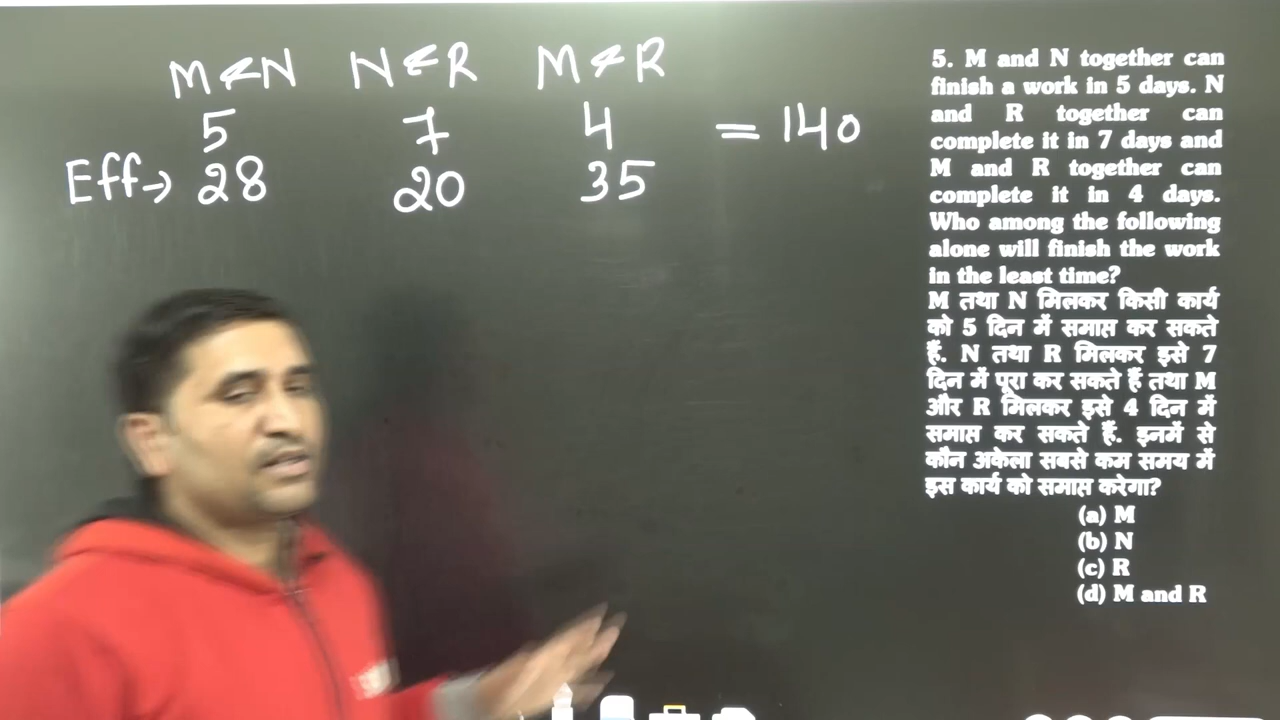 M & N N & R M & R
5 7 4 = 140
Eff→ 28 20 35
5. M and N together can
finish a work in 5 days. N
and R together can
complete it in 7 days and
M and R together can
complete it in 4 days.
Who among the following
alone will finish the work
in the least time?
M तथा N मिलकर किसी कार्य
को 5 दिन में समाप्त कर सकते
हैं. N तथा R मिलकर इसे 7
दिन में पूरा कर सकते हैं तथा M
और R मिलकर इसे 4 दिन में
समाप्त कर सकते हैं. इनमें से
कौन अकेला सबसे कम समय में
इस कार्य को समाप्त करेगा?
(a) M
(b) N
(c) R
(d) M and R